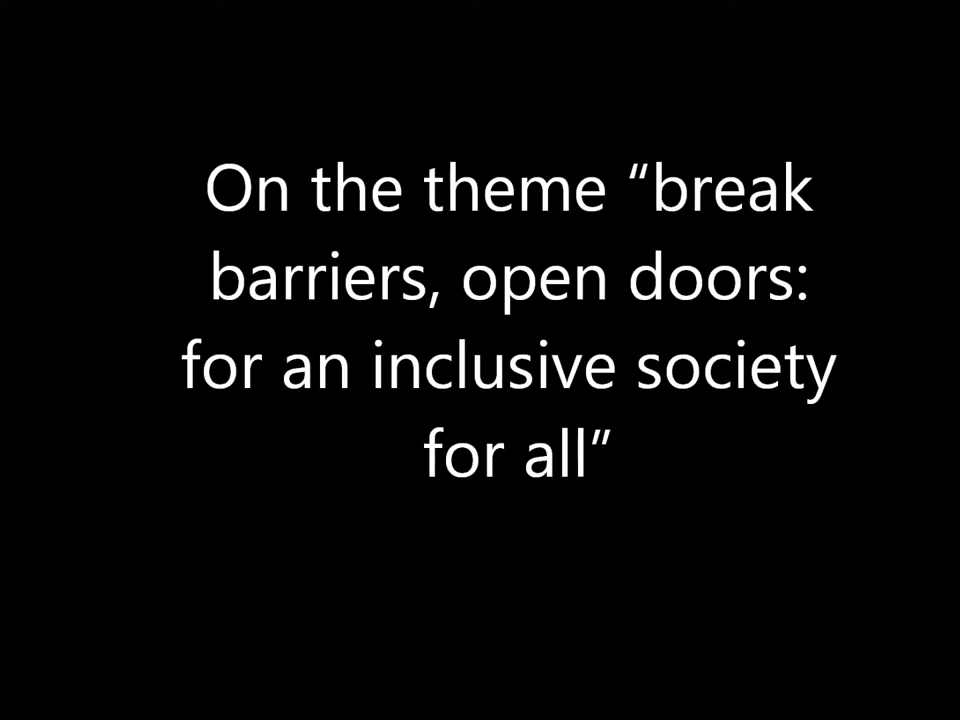 On the theme “break
barriers, open doors:
for an inclusive society
for all”